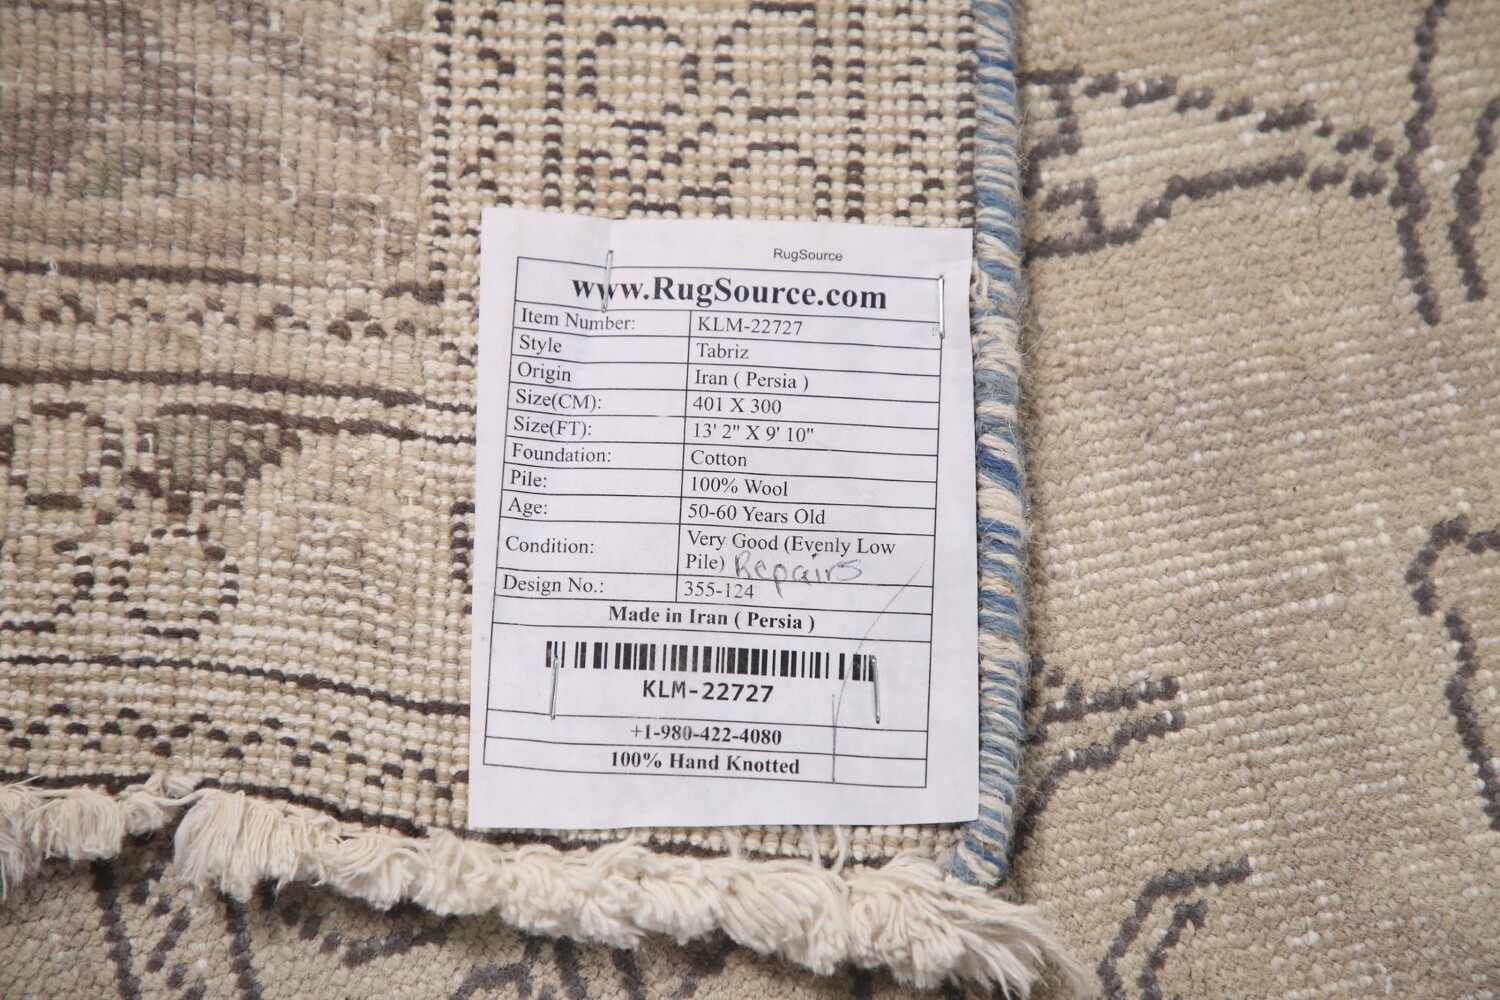 RugSource
www.RugSource.com
Item Number: KLM-22727
Style Tabriz
Origin Iran ( Persia )
Size(CM): 401 X 300
Size(FT): 13' 2" X 9' 10"
Foundation: Cotton
Pile: 100% Wool
Age: 50-60 Years Old
Condition: Very Good (Evenly Low
Pile) Repairs
Design No.: 355-124
Made in Iran ( Persia )
KLM-22727
+1-980-422-4080
100% Hand Knotted